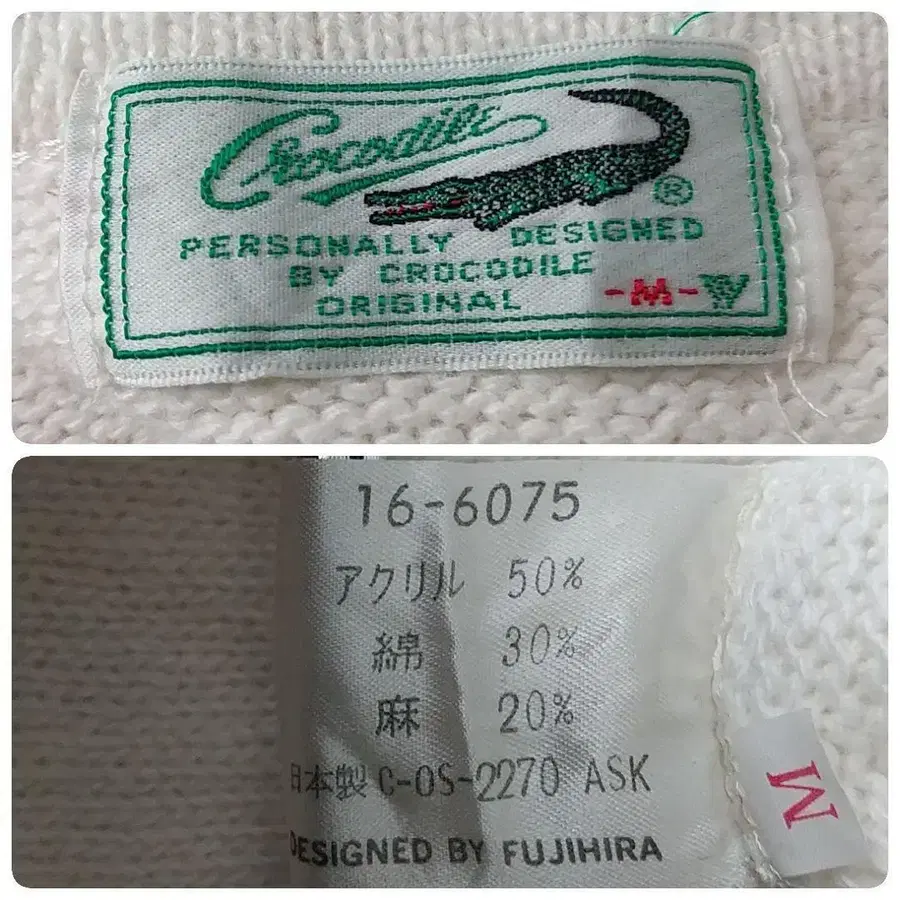 Crocodile
®
PERSONALLY DESIGNED
BY CROCODILE
ORIGINAL
-M-W
16-6075
アクリル 50%
綿 30%
麻 20%
日本製 C-OS-2270 ASK
DESIGNED BY FUJIHIRA
M